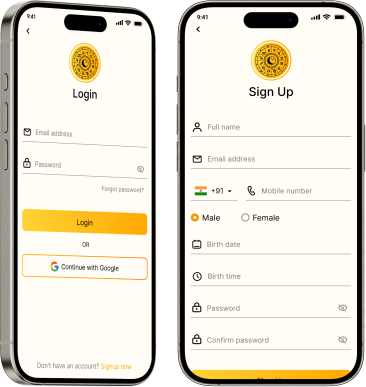 9:41
Login
Email address
Password
Forgot password?
Login
OR
Continue with Google
Don't have an account? Signup now
9:41
Sign Up
Full name
Email address
+91 Mobile number
Male Female
Birth date
Birth time
Password
Confirm password